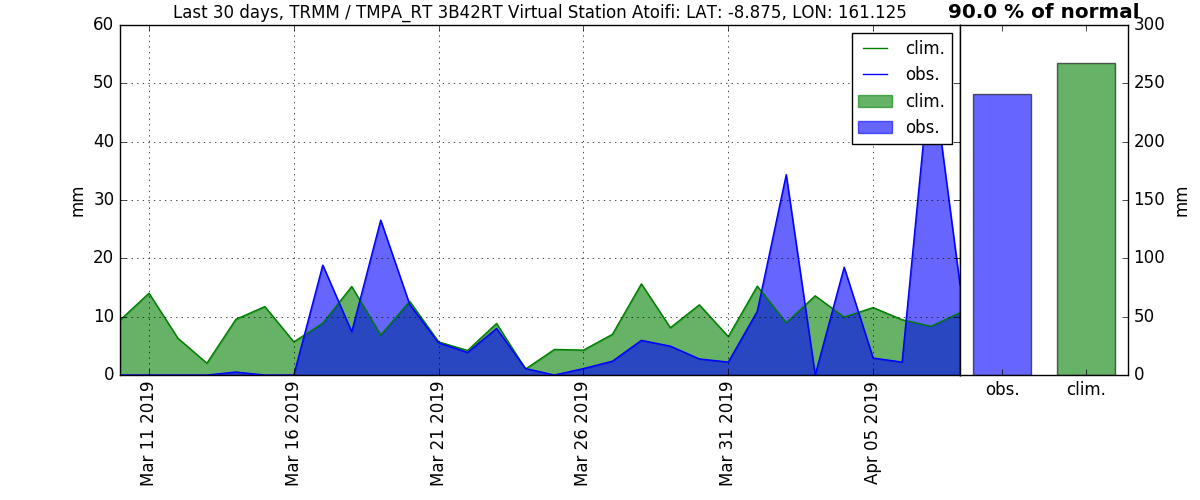 Last 30 days, TRMM / TMPA_RT 3B42RT Virtual Station Atoifi: LAT: -8.875, LON: 161.125
90.0 % of normal
60
50
40
30
20
10
0
mm
clim.
obs.
clim.
obs.
Mar 11 2019
Mar 16 2019
Mar 21 2019
Mar 26 2019
Mar 31 2019
Apr 05 2019
300
250
200
150
100
50
0
mm
obs.
clim.